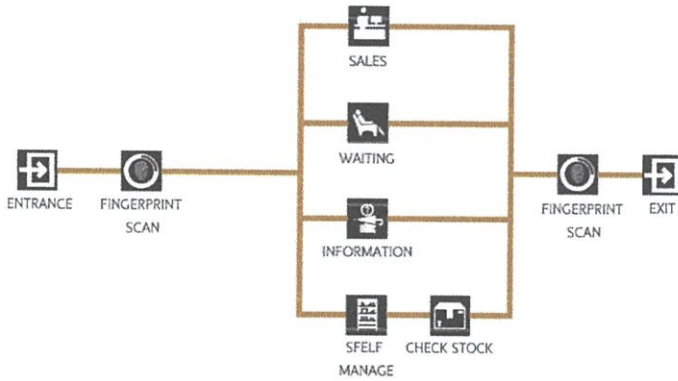 SALES
WAITING
ENTRANCE
FINGERPRINT
SCAN
FINGERPRINT
SCAN
EXIT
INFORMATION
SFELF
MANAGE
CHECK STOCK